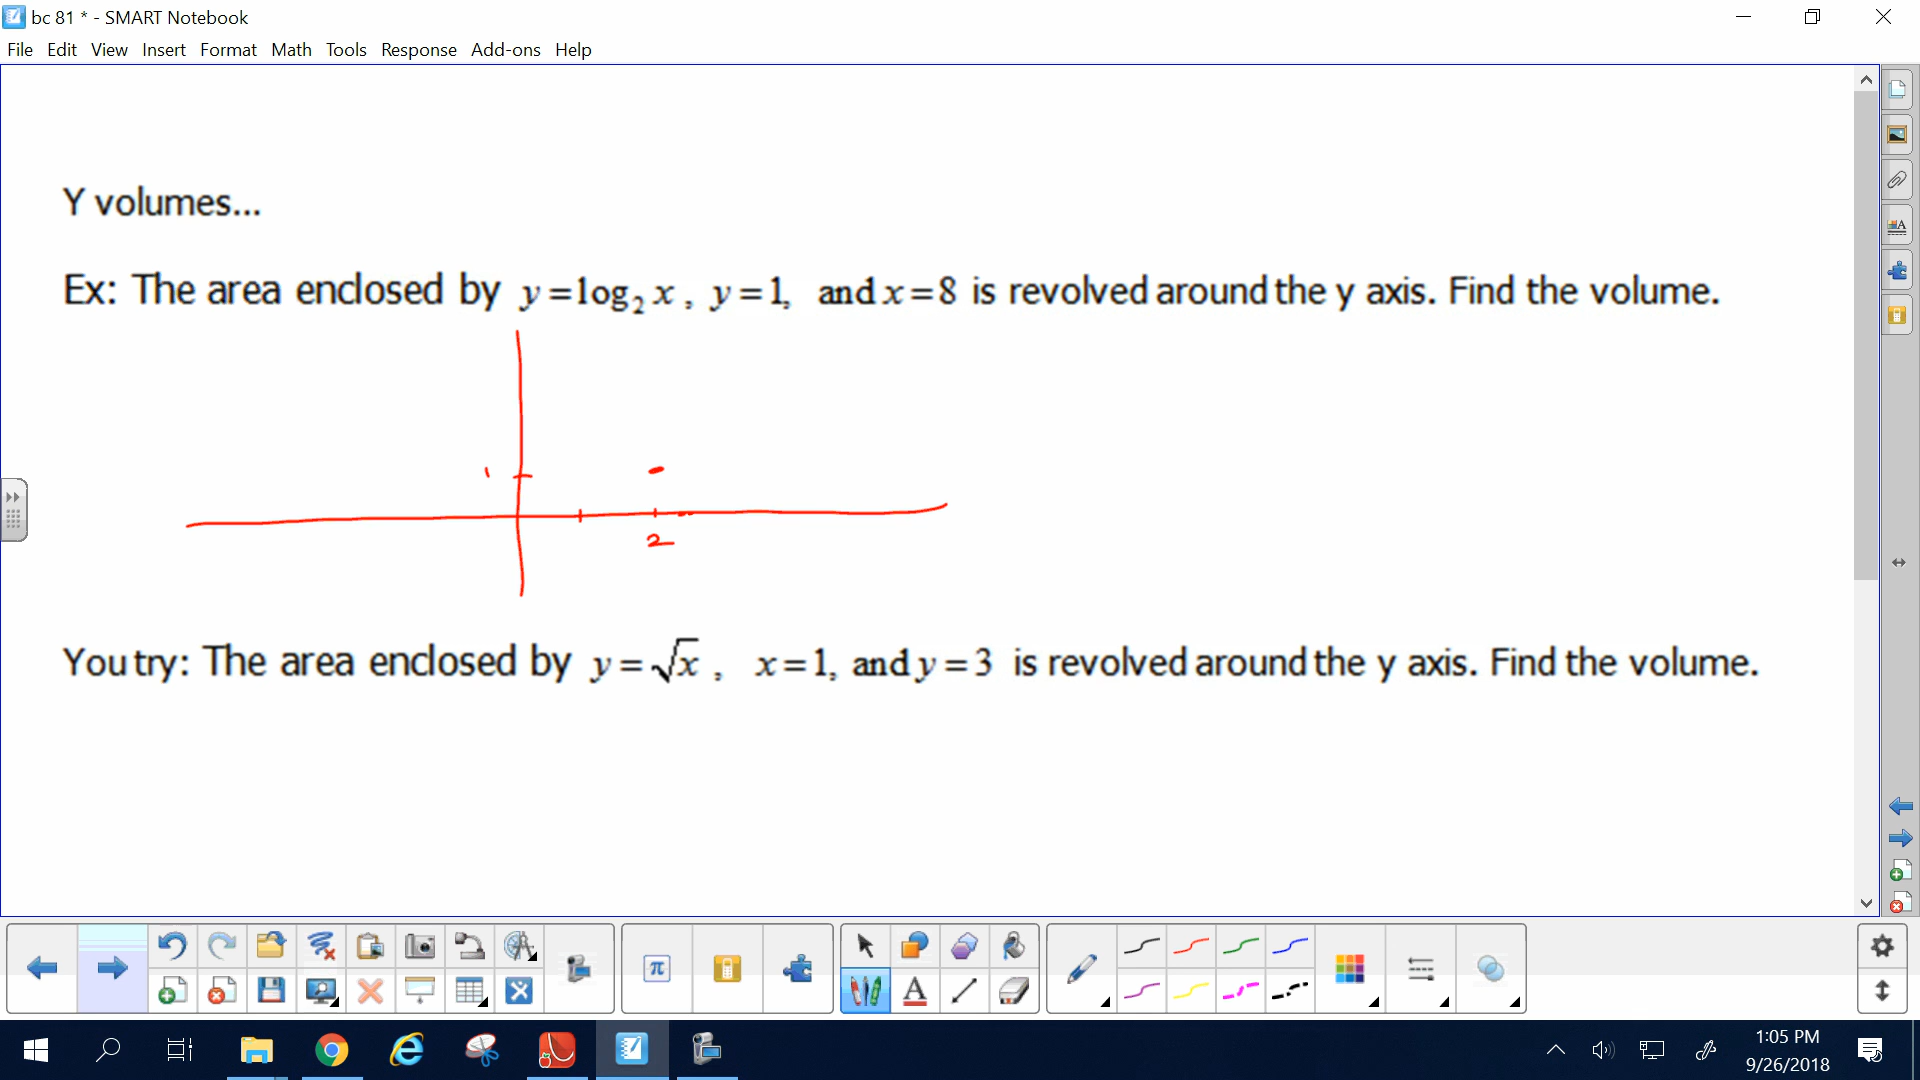 bc 81 * - SMART Notebook
File Edit View Insert Format Math Tools Response Add-ons Help
Y volumes...
Ex: The area enclosed by y=log₂x, y=1, and x=8 is revolved around the y axis. Find the volume.
1
2
You try: The area enclosed by y=√x, x=1, and y=3 is revolved around the y axis. Find the volume.
1:05 PM
9/26/2018